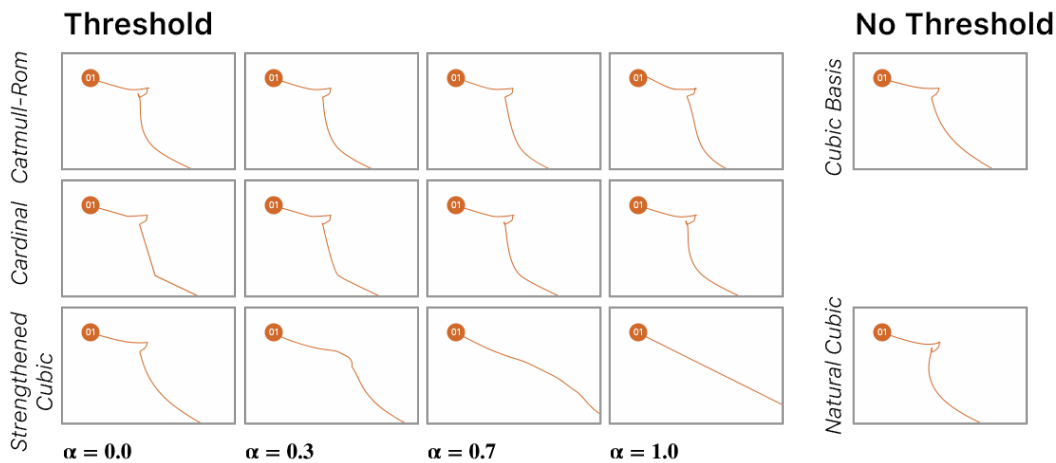 Threshold
No Threshold
Catmull-Rom
01
01
01
01
Cubic Basis
01
Cardinal
01
01
01
01
Strengthened
Cubic
01
01
01
01
Natural Cubic
01
α = 0.0
α = 0.3
α = 0.7
α = 1.0